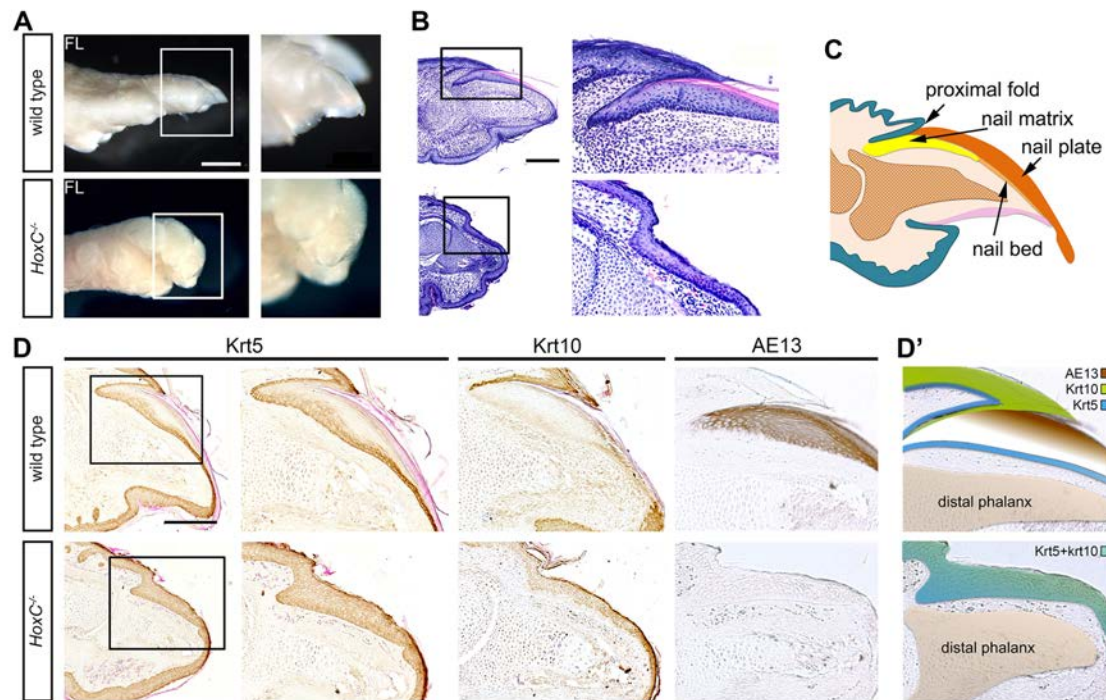 A
FL
wild type
FL
HoxC-/-
B
C
proximal fold
nail matrix
nail plate
nail bed
D
Krt5
Krt10
AE13
wild type
HoxC-/-
D'
AE13
Krt10
Krt5
distal phalanx
Krt5+krt10
distal phalanx